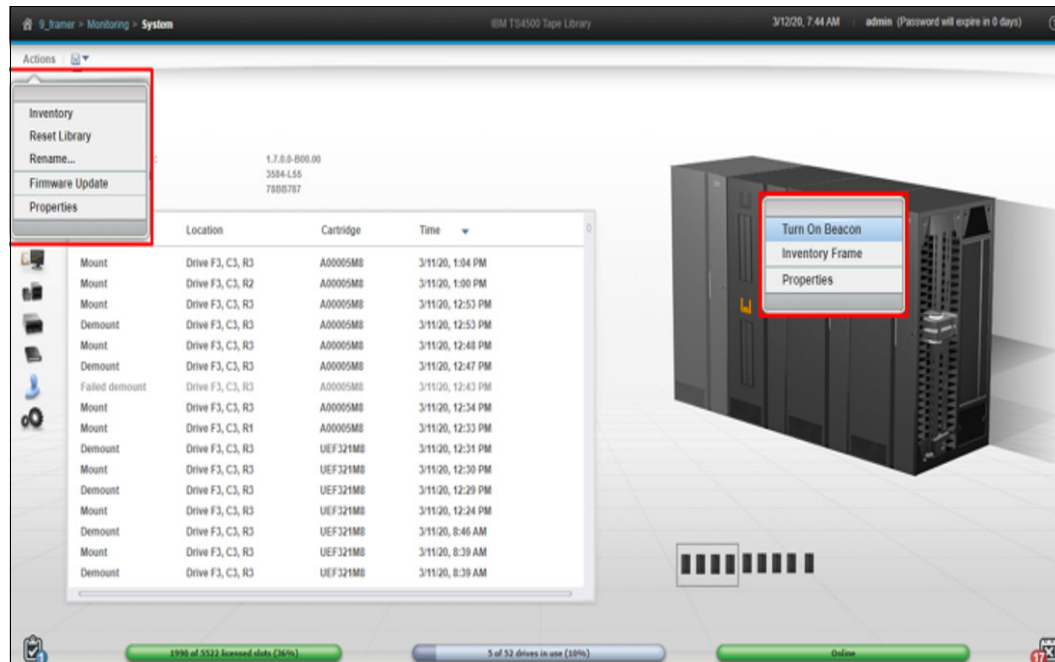 9_framer > Monitoring > System
IBM TS4500 Tape Library
3/12/20, 7:44 AM | admin (Password will expire in 0 days)
Actions
Inventory
Reset Library
Rename...
Firmware Update
Properties
:
1.7.0.0-B00.00
3584-L55
78BB787
Turn On Beacon
Inventory Frame
Properties
Location Cartridge Time 0
Mount Drive F3, C3, R3 A00005M8 3/11/20, 1:04 PM
Mount Drive F3, C3, R2 A00005M8 3/11/20, 1:00 PM
Mount Drive F3, C3, R3 A00005M8 3/11/20, 12:53 PM
Demount Drive F3, C3, R3 A00005M8 3/11/20, 12:53 PM
Mount Drive F3, C3, R3 A00005M8 3/11/20, 12:48 PM
Demount Drive F3, C3, R3 A00005M8 3/11/20, 12:47 PM
Failed demount Drive F3, C3, R3 A00005M8 3/11/20, 12:43 PM
Mount Drive F3, C3, R3 A00005M8 3/11/20, 12:34 PM
Mount Drive F3, C3, R1 A00005M8 3/11/20, 12:33 PM
Demount Drive F3, C3, R3 UEF321M8 3/11/20, 12:31 PM
Mount Drive F3, C3, R3 UEF321M8 3/11/20, 12:30 PM
Demount Drive F3, C3, R3 UEF321M8 3/11/20, 12:29 PM
Mount Drive F3, C3, R3 UEF321M8 3/11/20, 12:24 PM
Demount Drive F3, C3, R3 UEF321M8 3/11/20, 8:46 AM
Mount Drive F3, C3, R3 UEF321M8 3/11/20, 8:39 AM
Demount Drive F3, C3, R3 UEF321M8 3/11/20, 8:39 AM
1
1990 of 5522 licensed slots (36%)
5 of 52 drives in use (10%)
Online
17